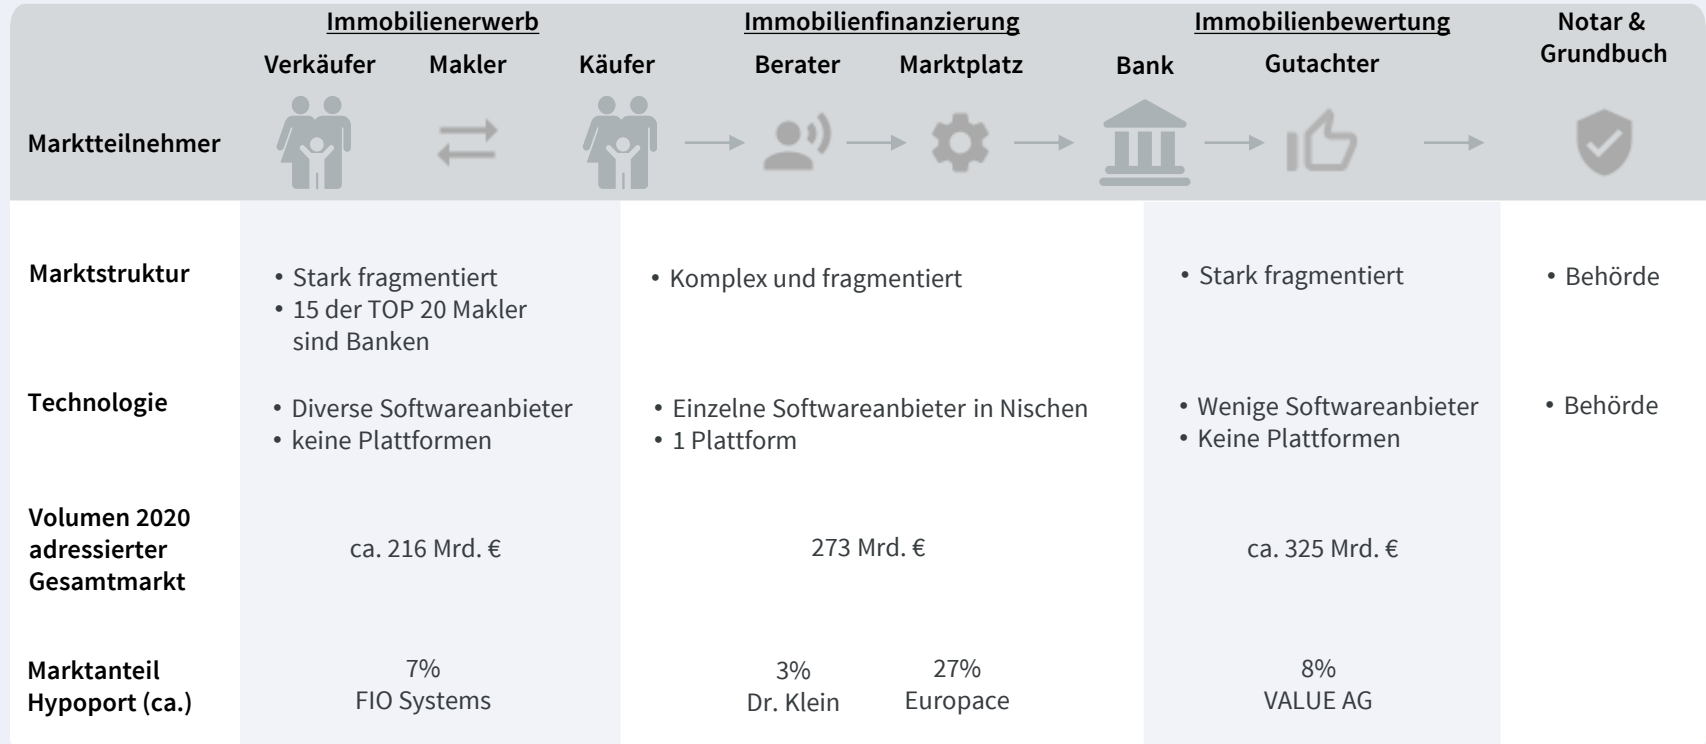 Immobilienerwerb
Immobilienfinanzierung
Immobilienbewertung
Notar &
Grundbuch
Verkäufer
Makler
Käufer
Berater
Marktplatz
Bank
Gutachter
Marktteilnehmer
Marktstruktur
• Stark fragmentiert
• 15 der TOP 20 Makler
sind Banken
• Komplex und fragmentiert
• Stark fragmentiert
• Behörde
Technologie
• Diverse Softwareanbieter
• keine Plattformen
• Einzelne Softwareanbieter in Nischen
• 1 Plattform
• Wenige Softwareanbieter
• Keine Plattformen
• Behörde
Volumen 2020
adressierter
Gesamtmarkt
ca. 216 Mrd. €
273 Mrd. €
ca. 325 Mrd. €
Marktanteil
Hypoport (ca.)
7%
FIO Systems
3%
Dr. Klein
27%
Europace
8%
VALUE AG